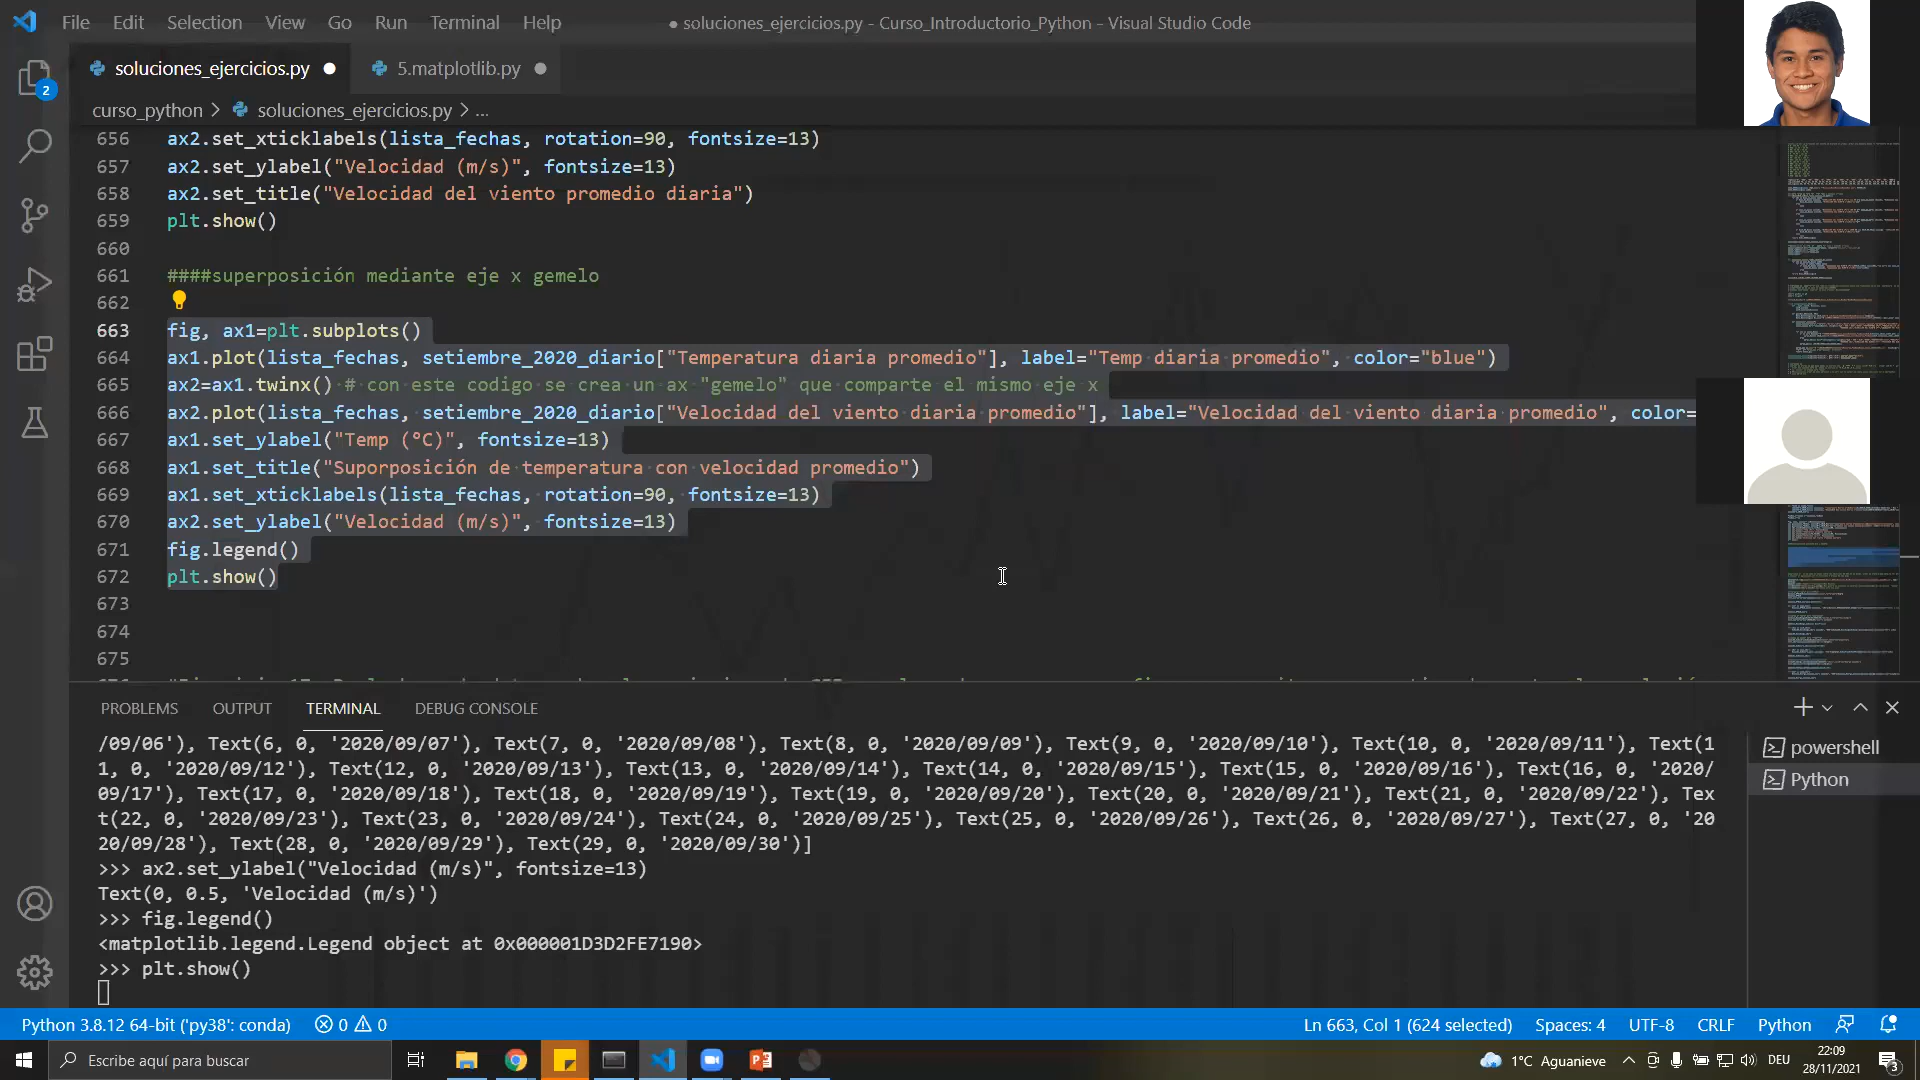 File Edit Selection View Go Run Terminal Help
● soluciones_ejercicios.py - Curso_Introductorio_Python - Visual Studio Code
soluciones_ejercicios.py ● 5.matplotlib.py ●
2
curso_python > soluciones_ejercicios.py > ...
656 ax2.set_xticklabels(lista_fechas, rotation=90, fontsize=13)
657 ax2.set_ylabel("Velocidad (m/s)", fontsize=13)
658 ax2.set_title("Velocidad del viento promedio diaria")
659 plt.show()
660
661 ####superposición mediante eje x gemelo
662
663 fig, ax1=plt.subplots()
664 ax1.plot(lista_fechas, setiembre_2020_diario["Temperatura diaria promedio"], label="Temp diaria promedio", color="blue")
665 ax2=ax1.twinx() # con este codigo se crea un ax "gemelo" que comparte el mismo eje x
666 ax2.plot(lista_fechas, setiembre_2020_diario["Velocidad del viento diaria promedio"], label="Velocidad del viento diaria promedio", color=
667 ax1.set_ylabel("Temp (°C)", fontsize=13)
668 ax1.set_title("Suporposición de temperatura con velocidad promedio")
669 ax1.set_xticklabels(lista_fechas, rotation=90, fontsize=13)
670 ax2.set_ylabel("Velocidad (m/s)", fontsize=13)
671 fig.legend()
672 plt.show()
673
674
675
PROBLEMS OUTPUT TERMINAL DEBUG CONSOLE
/09/06'), Text(6, 0, '2020/09/07'), Text(7, 0, '2020/09/08'), Text(8, 0, '2020/09/09'), Text(9, 0, '2020/09/10'), Text(10, 0, '2020/09/11'), Text(1
1, 0, '2020/09/12'), Text(12, 0, '2020/09/13'), Text(13, 0, '2020/09/14'), Text(14, 0, '2020/09/15'), Text(15, 0, '2020/09/16'), Text(16, 0, '2020/
09/17'), Text(17, 0, '2020/09/18'), Text(18, 0, '2020/09/19'), Text(19, 0, '2020/09/20'), Text(20, 0, '2020/09/21'), Text(21, 0, '2020/09/22'), Tex
t(22, 0, '2020/09/23'), Text(23, 0, '2020/09/24'), Text(24, 0, '2020/09/25'), Text(25, 0, '2020/09/26'), Text(26, 0, '2020/09/27'), Text(27, 0, '20
20/09/28'), Text(28, 0, '2020/09/29'), Text(29, 0, '2020/09/30')]
>>> ax2.set_ylabel("Velocidad (m/s)", fontsize=13)
Text(0, 0.5, 'Velocidad (m/s)')
>>> fig.legend()
<matplotlib.legend.Legend object at 0x000001D3D2FE7190>
>>> plt.show()
powershell
Python
Python 3.8.12 64-bit ('py38': conda) 0 0 Ln 663, Col 1 (624 selected) Spaces: 4 UTF-8 CRLF Python
Escribe aquí para buscar
1°C Aguanieve DEU 22:09
28/11/2021
3